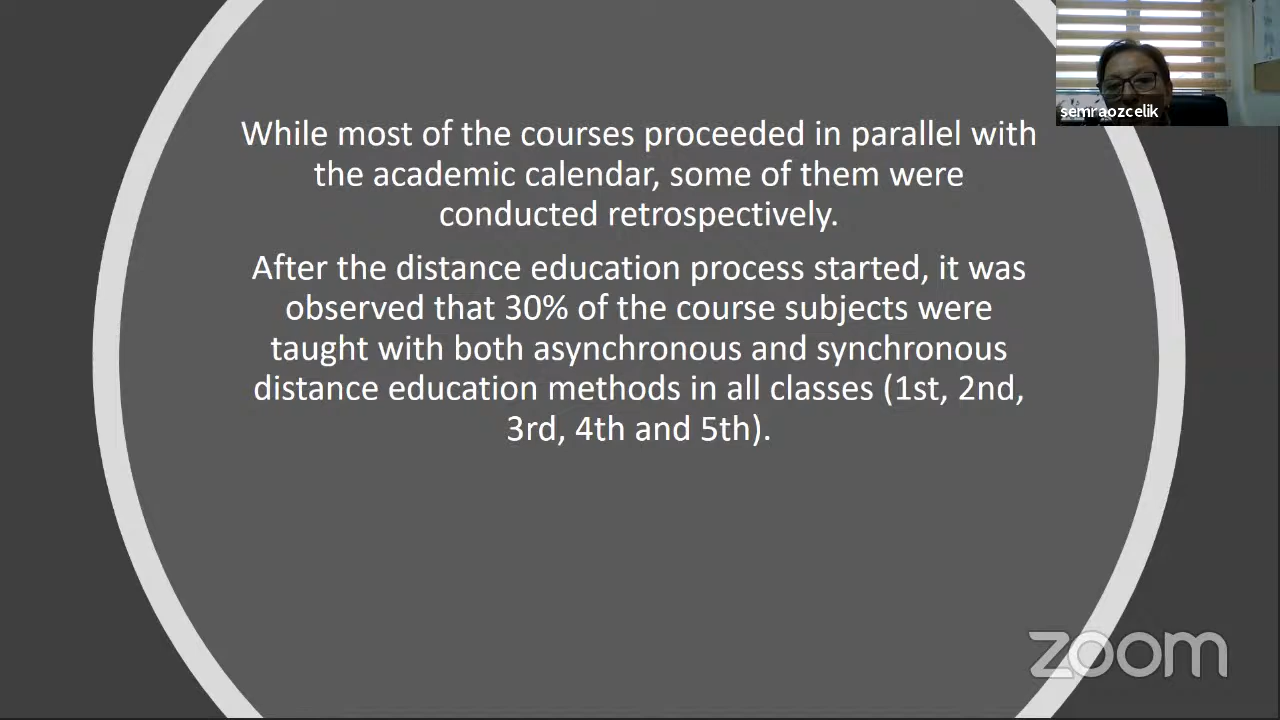 semraozcelik
While most of the courses proceeded in parallel with
the academic calendar, some of them were
conducted retrospectively.
After the distance education process started, it was
observed that 30% of the course subjects were
taught with both asynchronous and synchronous
distance education methods in all classes (1st, 2nd,
3rd, 4th and 5th).
zoom